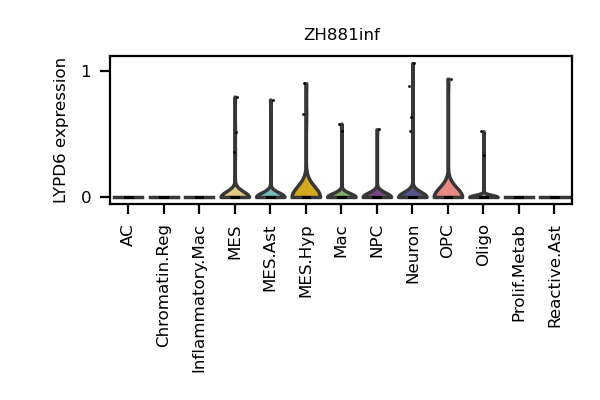 ZH881inf
LYPD6 expression
1
0
AC
Chromatin.Reg
Inflammatory.Mac
MES
MES.Ast
MES.Hyp
Mac
NPC
Neuron
OPC
Oligo
Prolif.Metab
Reactive.Ast